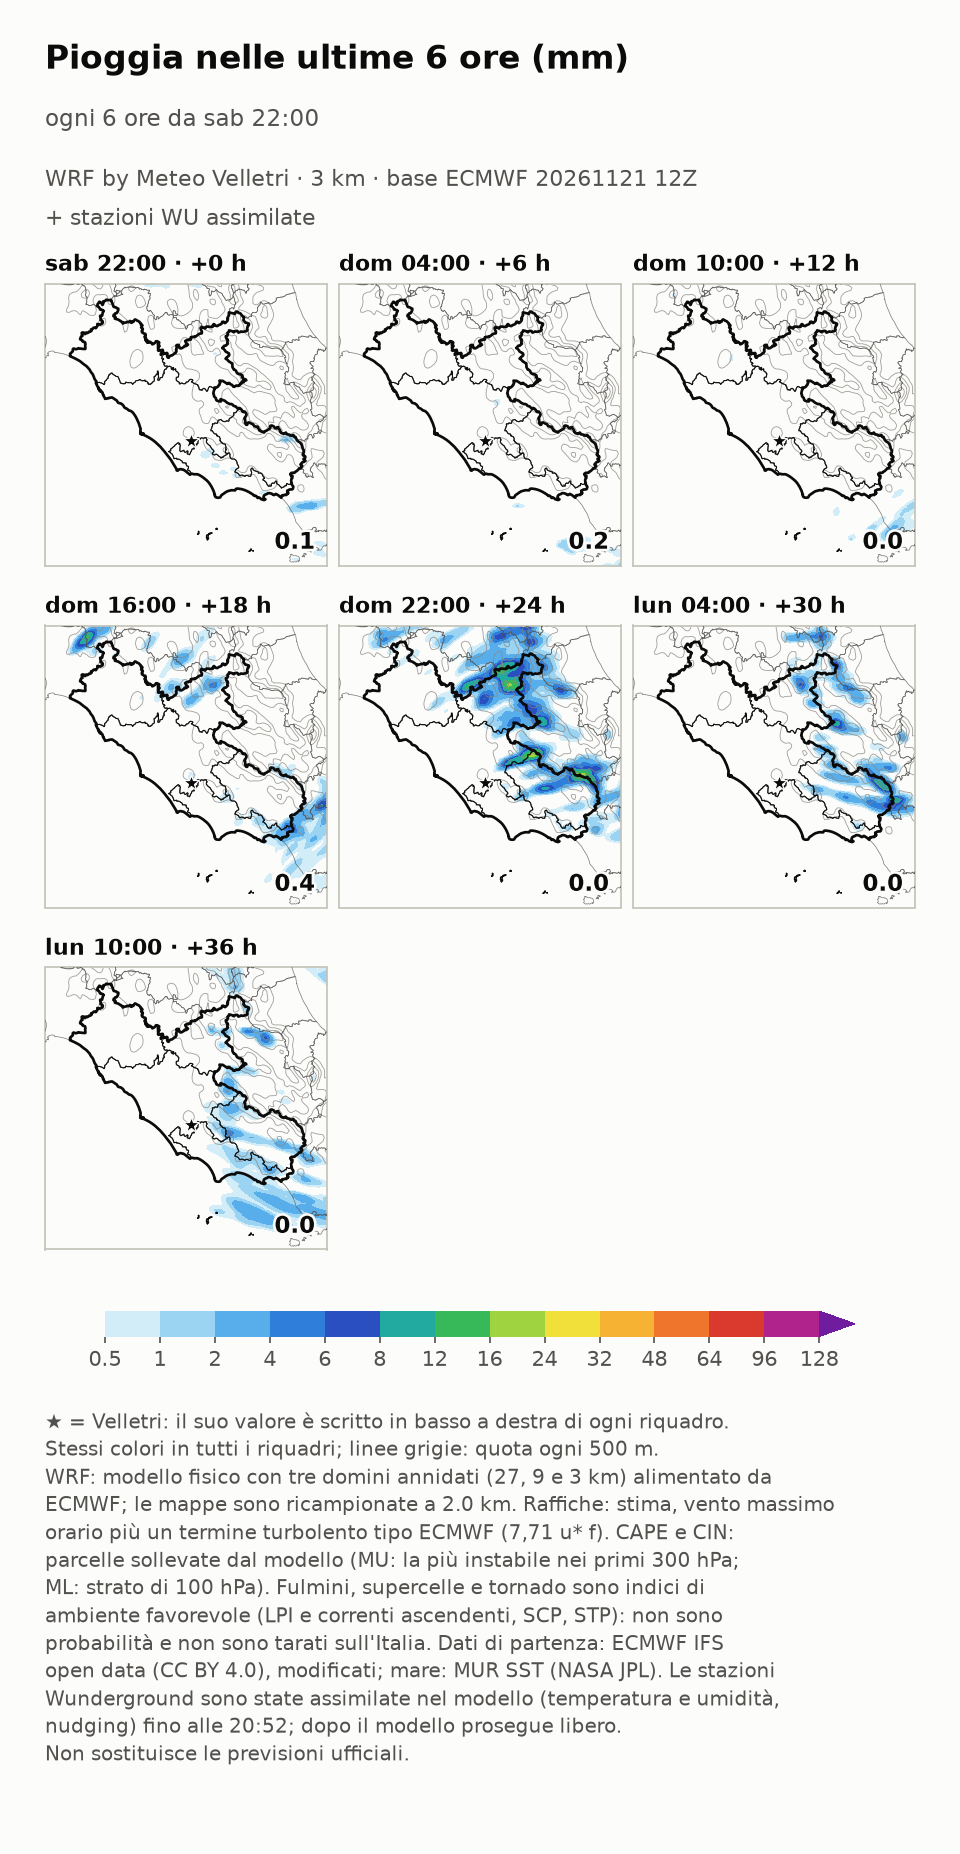 Pioggia nelle ultime 6 ore (mm)
ogni 6 ore da sab 22:00
WRF by Meteo Velletri · 3 km · base ECMWF 20261121 12Z
+ stazioni WU assimilate
sab 22:00 · +0 h
dom 04:00 · +6 h
dom 10:00 · +12 h
0.1
0.2
0.0
dom 16:00 · +18 h
dom 22:00 · +24 h
lun 04:00 · +30 h
0.4
0.0
0.0
lun 10:00 · +36 h
0.0
0.5 1 2 4 6 8 12 16 24 32 48 64 96 128
★ = Velletri: il suo valore è scritto in basso a destra di ogni riquadro.
Stessi colori in tutti i riquadri; linee grigie: quota ogni 500 m.
WRF: modello fisico con tre domini annidati (27, 9 e 3 km) alimentato da
ECMWF; le mappe sono ricampionate a 2.0 km. Raffiche: stima, vento massimo
orario più un termine turbolento tipo ECMWF (7,71 u* f). CAPE e CIN:
parcelle sollevate dal modello (MU: la più instabile nei primi 300 hPa;
ML: strato di 100 hPa). Fulmini, supercelle e tornado sono indici di
ambiente favorevole (LPI e correnti ascendenti, SCP, STP): non sono
probabilità e non sono tarati sull'Italia. Dati di partenza: ECMWF IFS
open data (CC BY 4.0), modificati; mare: MUR SST (NASA JPL). Le stazioni
Wunderground sono state assimilate nel modello (temperatura e umidità,
nudging) fino alle 20:52; dopo il modello prosegue libero.
Non sostituisce le previsioni ufficiali.